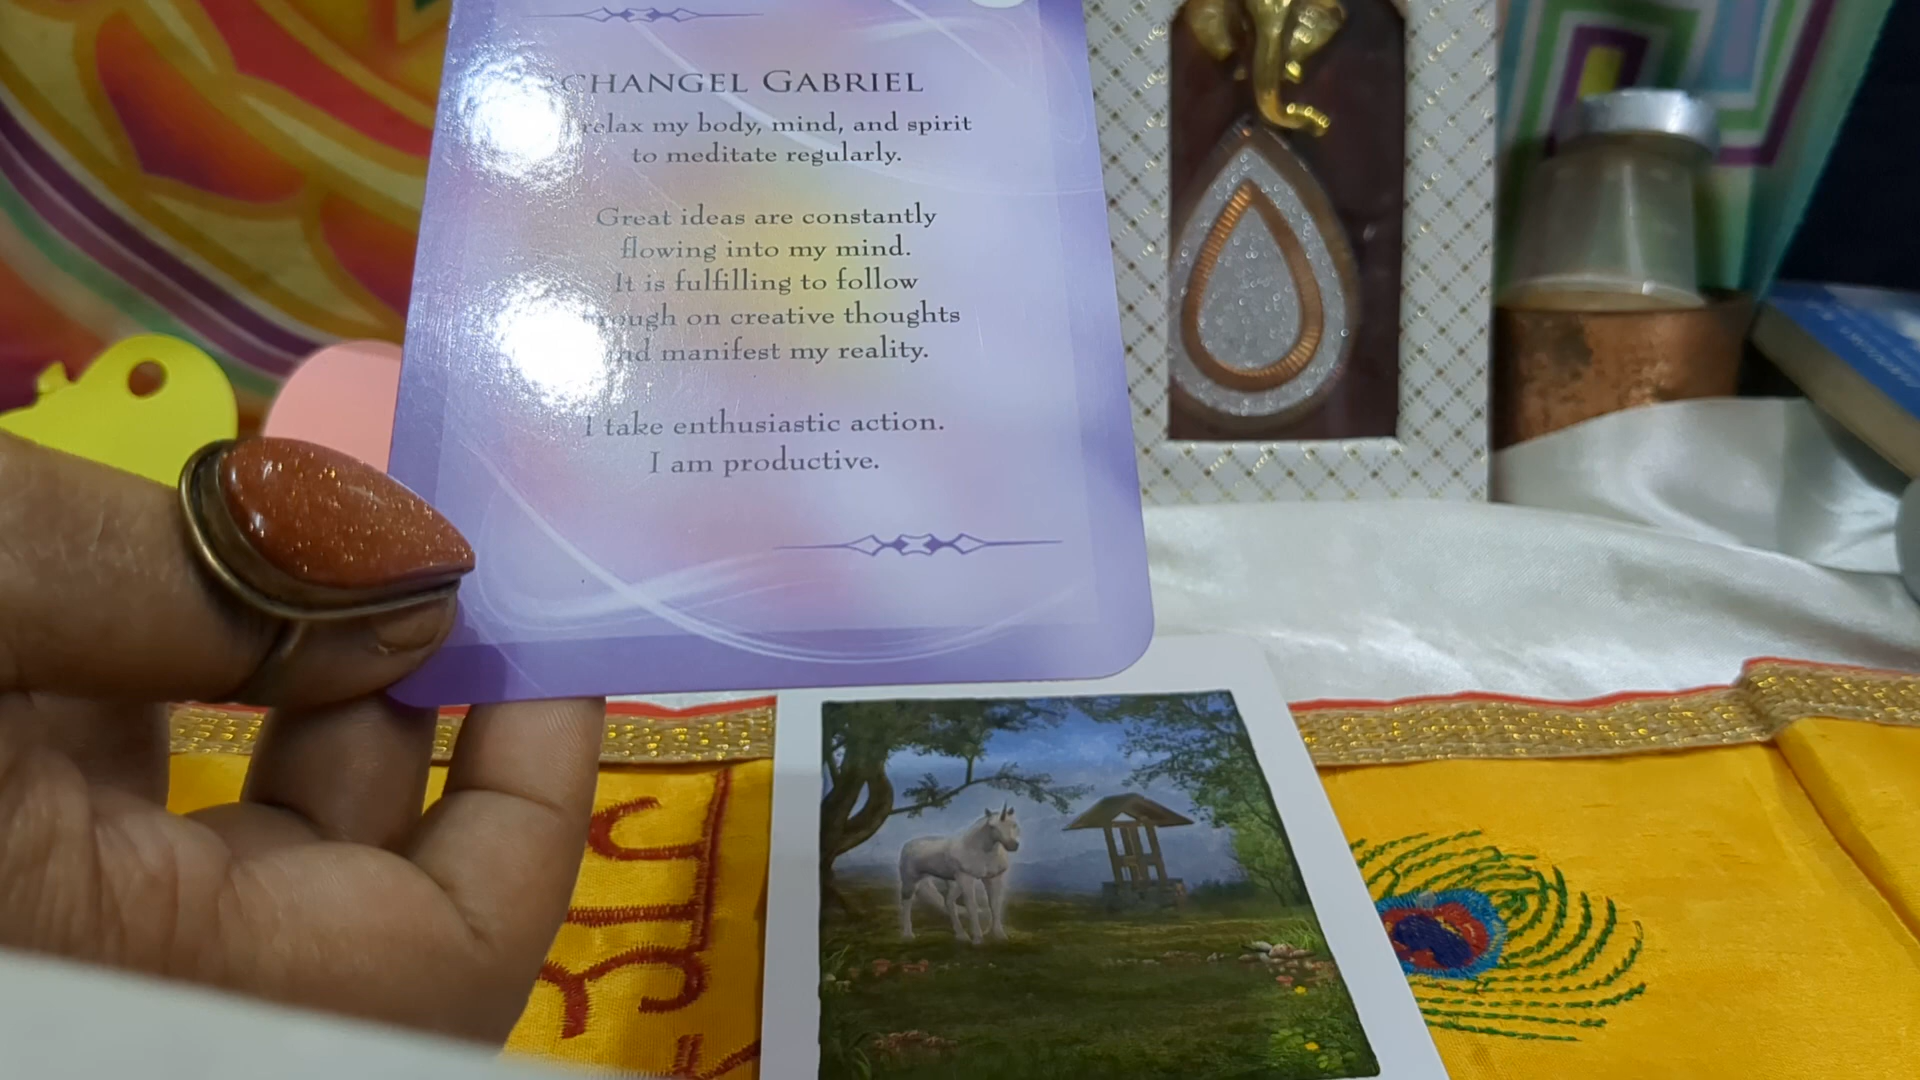 ARCHANGEL GABRIEL
relax my body, mind, and spirit
to meditate regularly.
Great ideas are constantly
flowing into my mind.
It is fulfilling to follow
through on creative thoughts
and manifest my reality.
I take enthusiastic action.
I am productive.